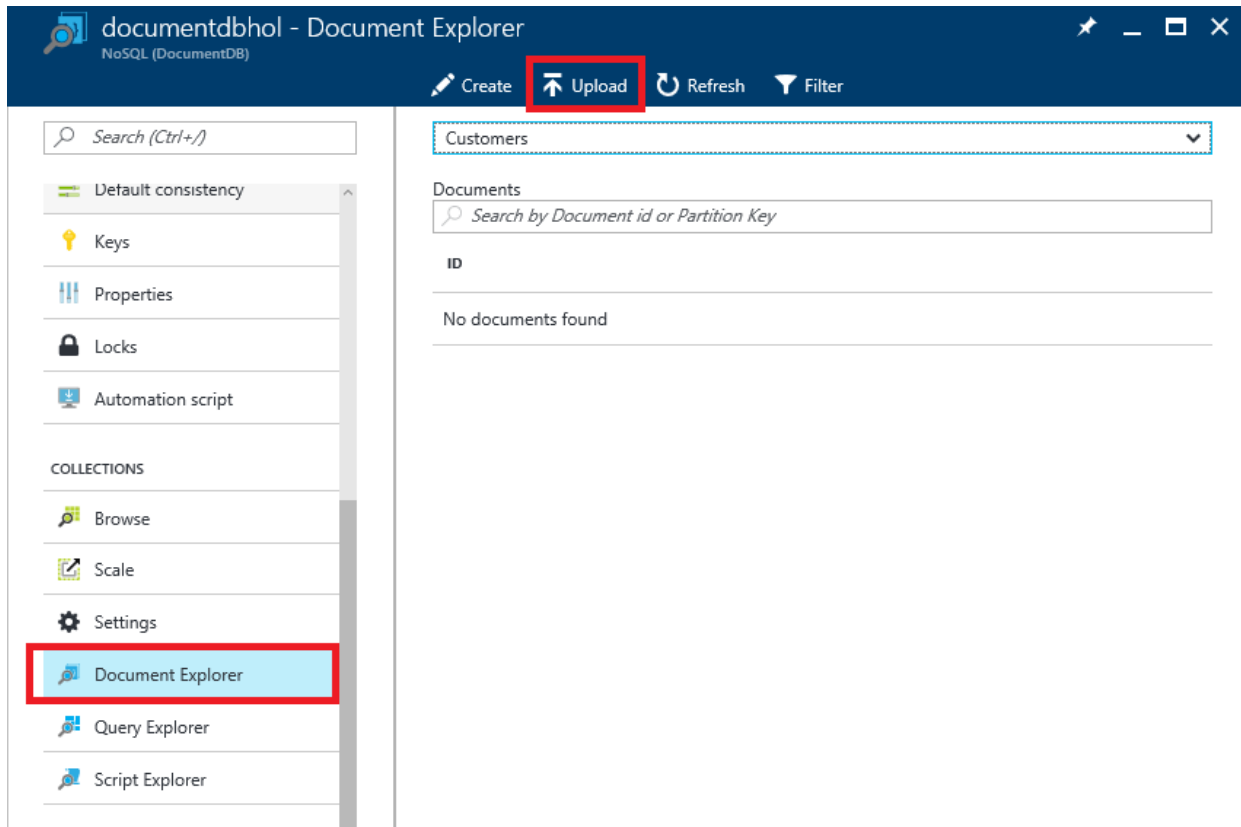 documentdbhol - Document Explorer
NoSQL (DocumentDB)
Create Upload Refresh Filter
Search (Ctrl+/)
Default consistency
Keys
Properties
Locks
Automation script
COLLECTIONS
Browse
Scale
Settings
Document Explorer
Query Explorer
Script Explorer
Customers
Documents
Search by Document id or Partition Key
ID
No documents found